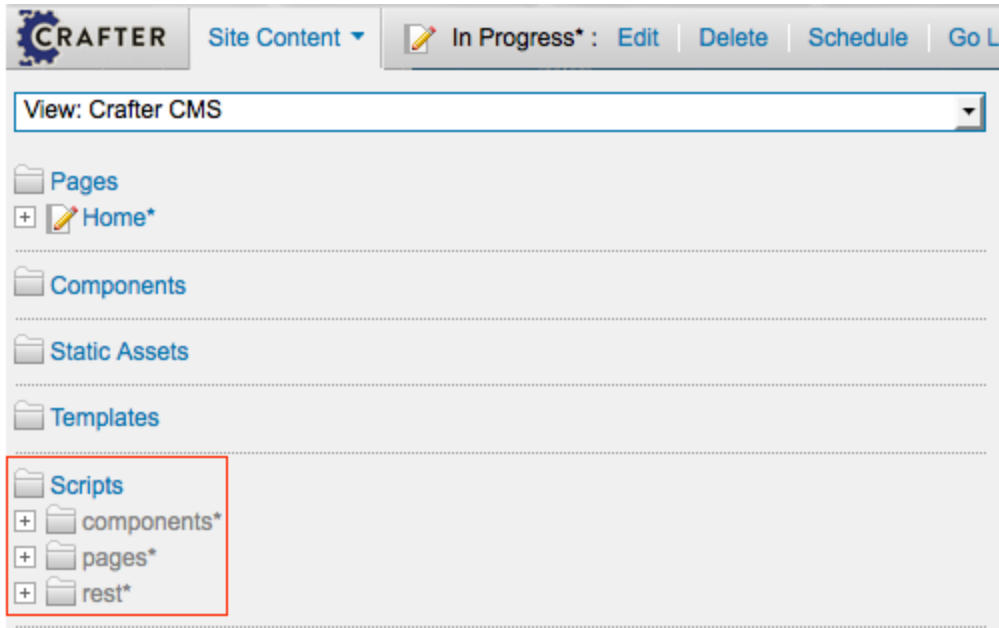 CRAFTER Site Content In Progress* : Edit Delete Schedule Go L
View: Crafter CMS
Pages
Home*
Components
Static Assets
Templates
Scripts
components*
pages*
rest*